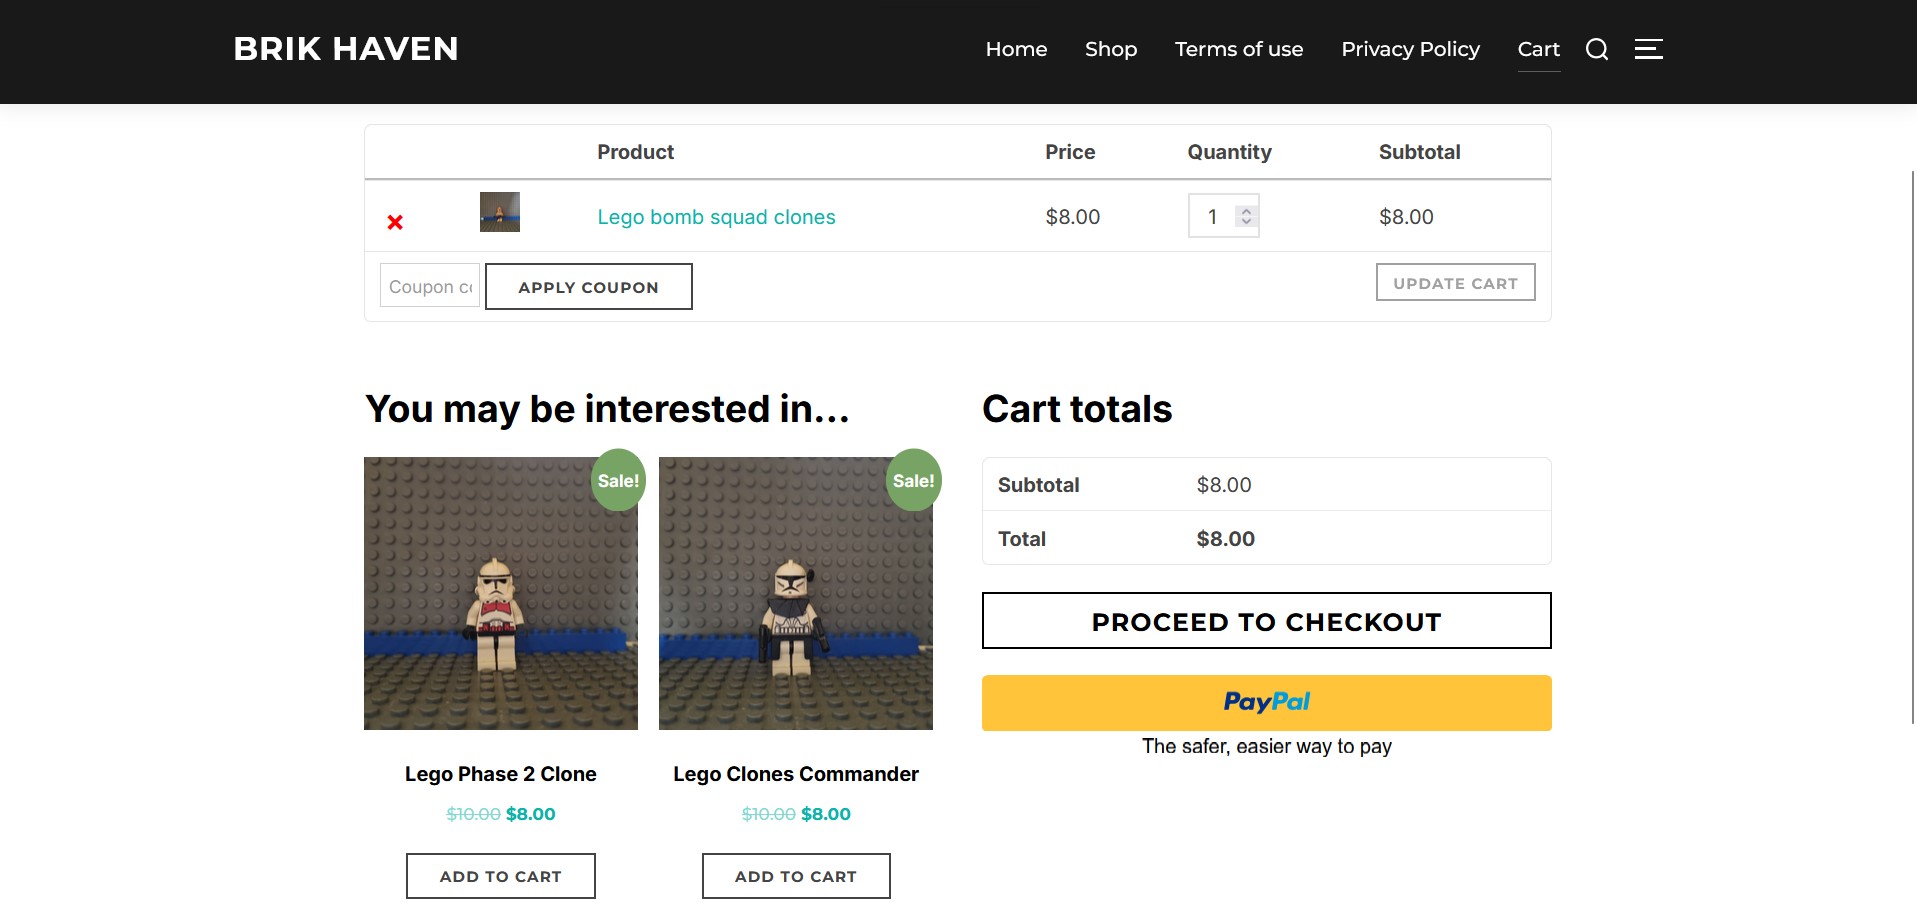 BRIK HAVEN
Home Shop Terms of use Privacy Policy Cart
Product Price Quantity Subtotal
Lego bomb squad clones $8.00 1 $8.00
Coupon co APPLY COUPON UPDATE CART
You may be interested in...
Sale!
Lego Phase 2 Clone
$10.00 $8.00
ADD TO CART
Sale!
Lego Clones Commander
$10.00 $8.00
ADD TO CART
Cart totals
Subtotal $8.00
Total $8.00
PROCEED TO CHECKOUT
PayPal
The safer, easier way to pay